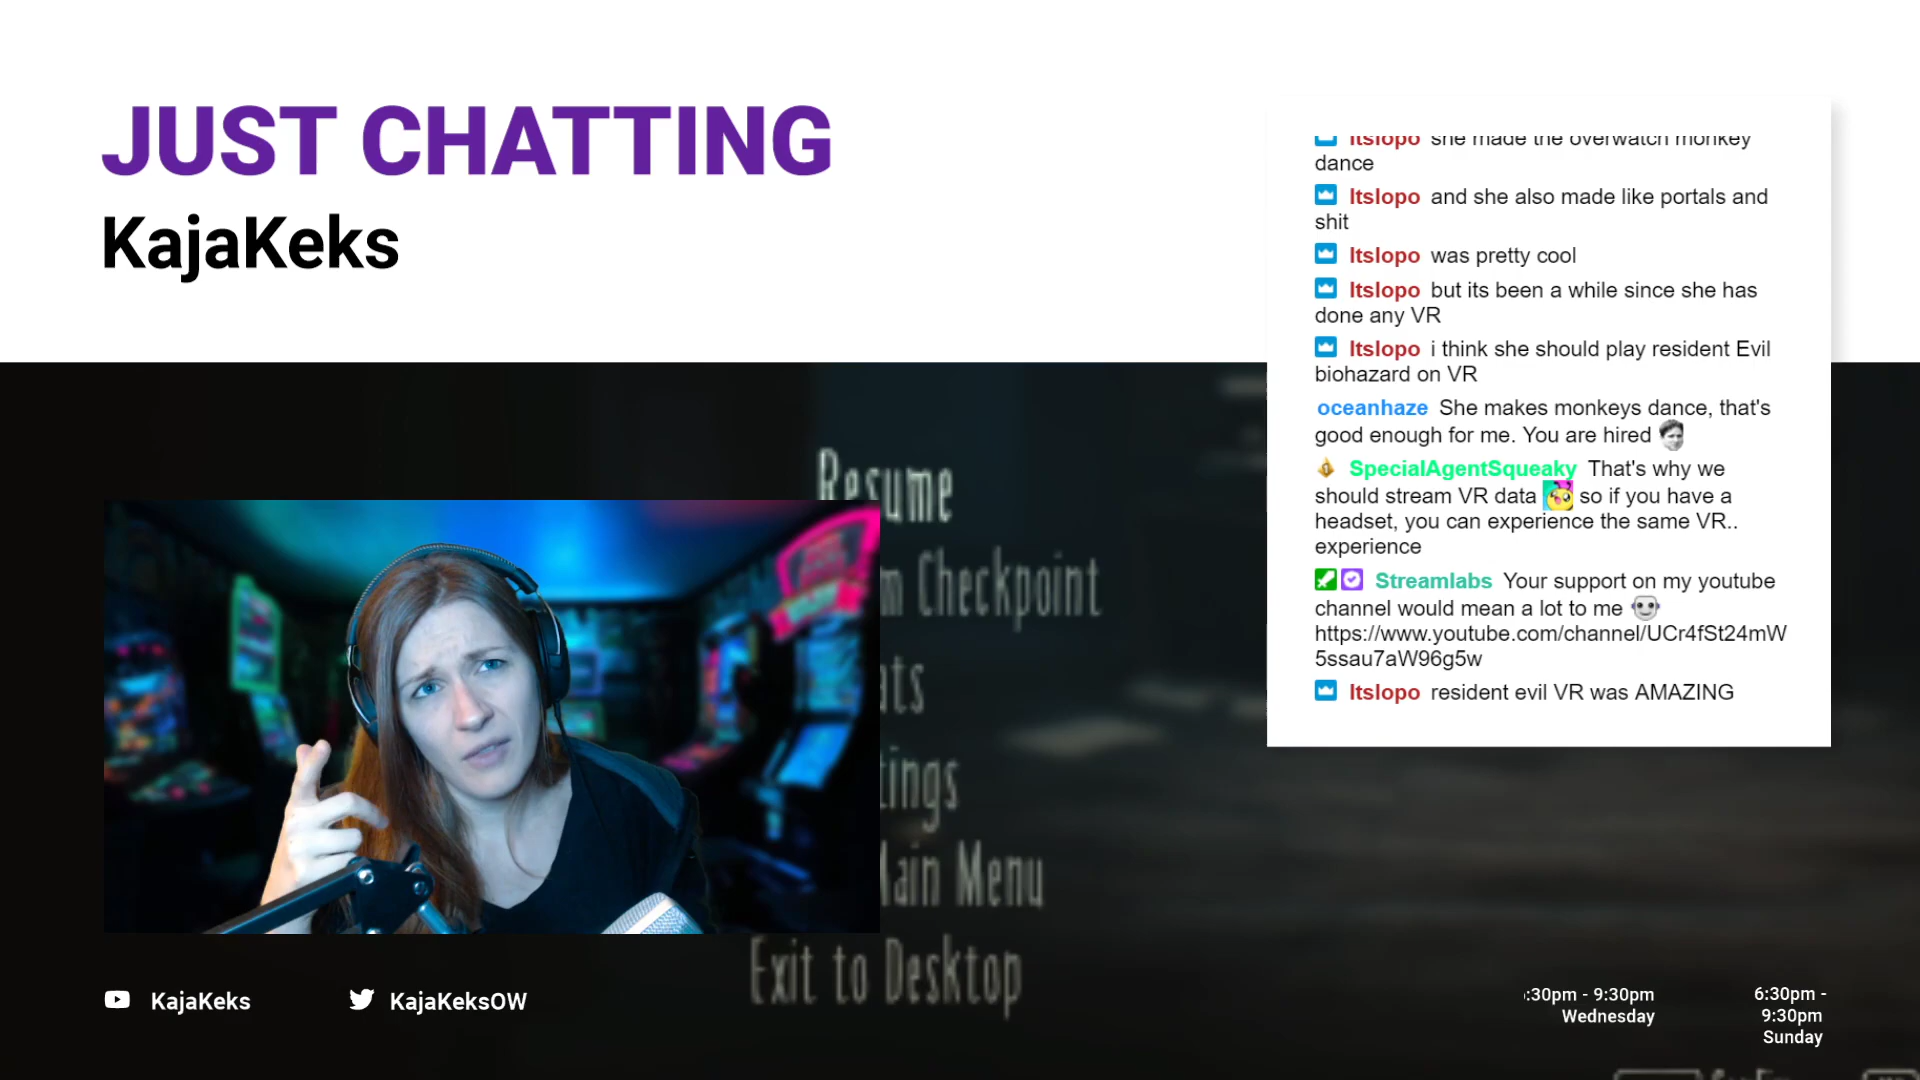 JUST CHATTING
KajaKeks
Itslopo she made the overwatch monkey
dance
Itslopo and she also made like portals and
shit
Itslopo was pretty cool
Itslopo but its been a while since she has
done any VR
Itslopo i think she should play resident Evil
biohazard on VR
oceanhaze She makes monkeys dance, that's
good enough for me. You are hired
SpecialAgentSqueaky That's why we
should stream VR data so if you have a
headset, you can experience the same VR..
experience
Streamlabs Your support on my youtube
channel would mean a lot to me
https://www.youtube.com/channel/UCr4fSt24mW
5ssau7aW96g5w
Itslopo resident evil VR was AMAZING
Resume
Checkpoint
Main Menu
Exit to Desktop
KajaKeks
KajaKeksOW
:30pm - 9:30pm
Wednesday
6:30pm -
9:30pm
Sunday